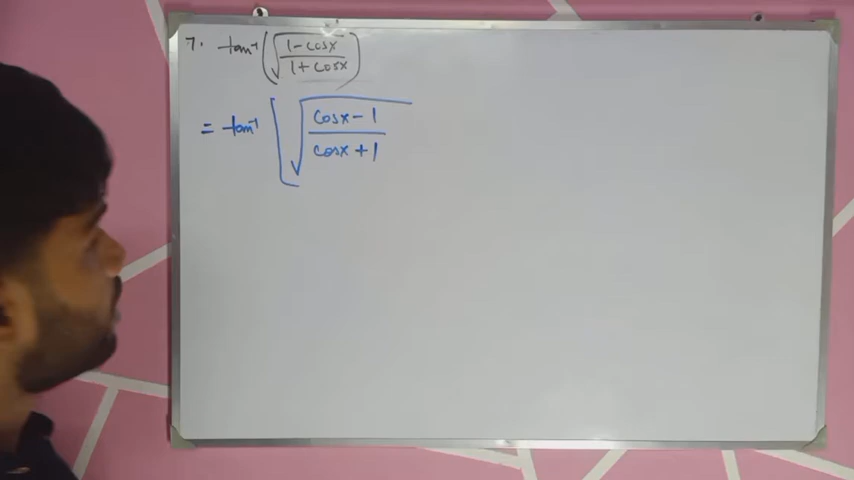 7. tan⁻¹(√((1-cosx)/(1+cosx)))
= tan⁻¹[√((cosx-1)/(cosx+1))